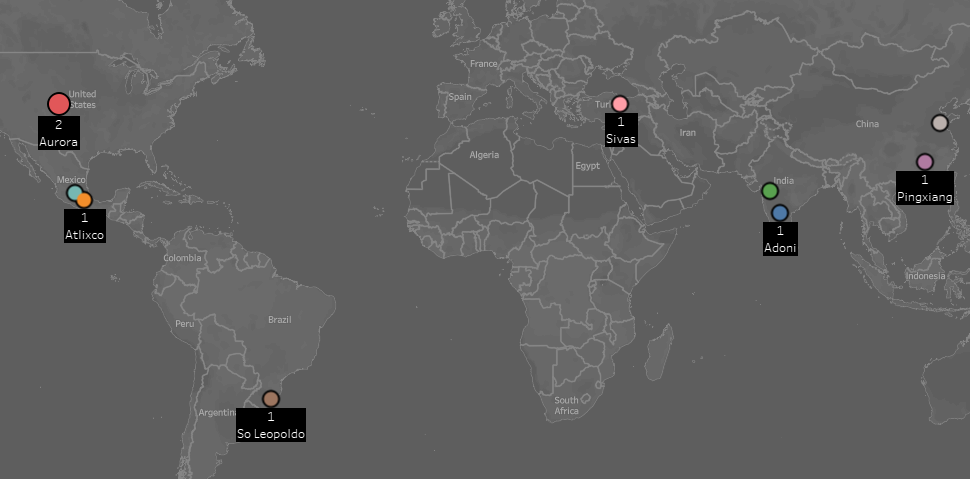 United
States
2
Aurora
Mexico
1
Atlixco
Colombia
Peru
Brazil
Argentina
1
So Leopoldo
France
Spain
Algeria
Egypt
South
Africa
Tur
1
Sivas
Iran
India
1
Adoni
China
1
Pingxiang
Indonesia